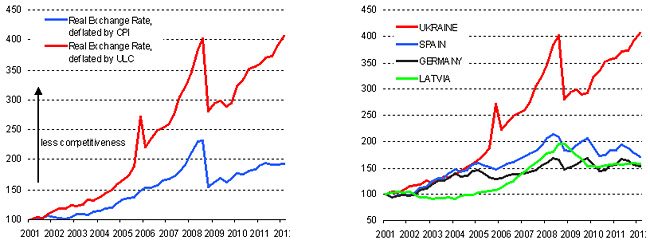 450
400
350
300
250
200
150
100
Real Exchange Rate,
deflated by CPI
Real Exchange Rate,
deflated by ULC
less competitiveness
2001 2002 2003 2004 2005 2006 2007 2008 2009 2010 2011
450
400
350
300
250
200
150
100
50
UKRAINE
SPAIN
GERMANY
LATVIA
2001 2002 2003 2004 2005 2006 2007 2008 2009 2010 2011